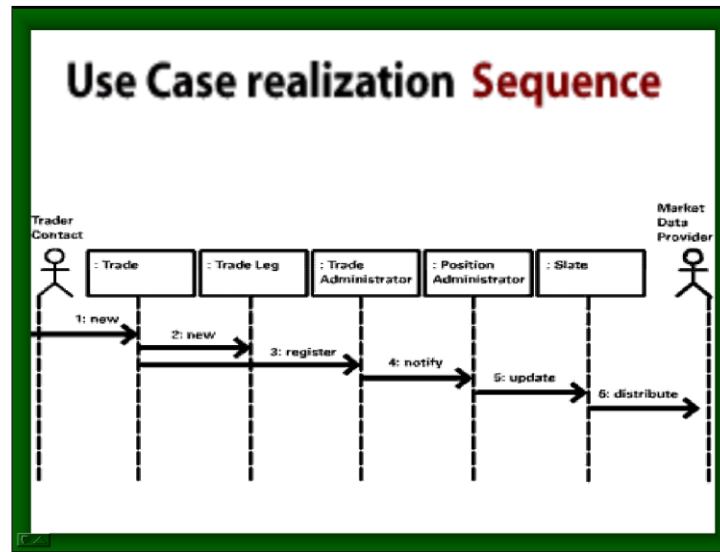 Use Case realization Sequence
Trader
Contact
Market
Data
Provider
: Trade
: Trade Leg
: Trade
Administrator
: Position
Administrator
: Slate
1: new
2: new
3: register
4: notify
5: update
6: distribute